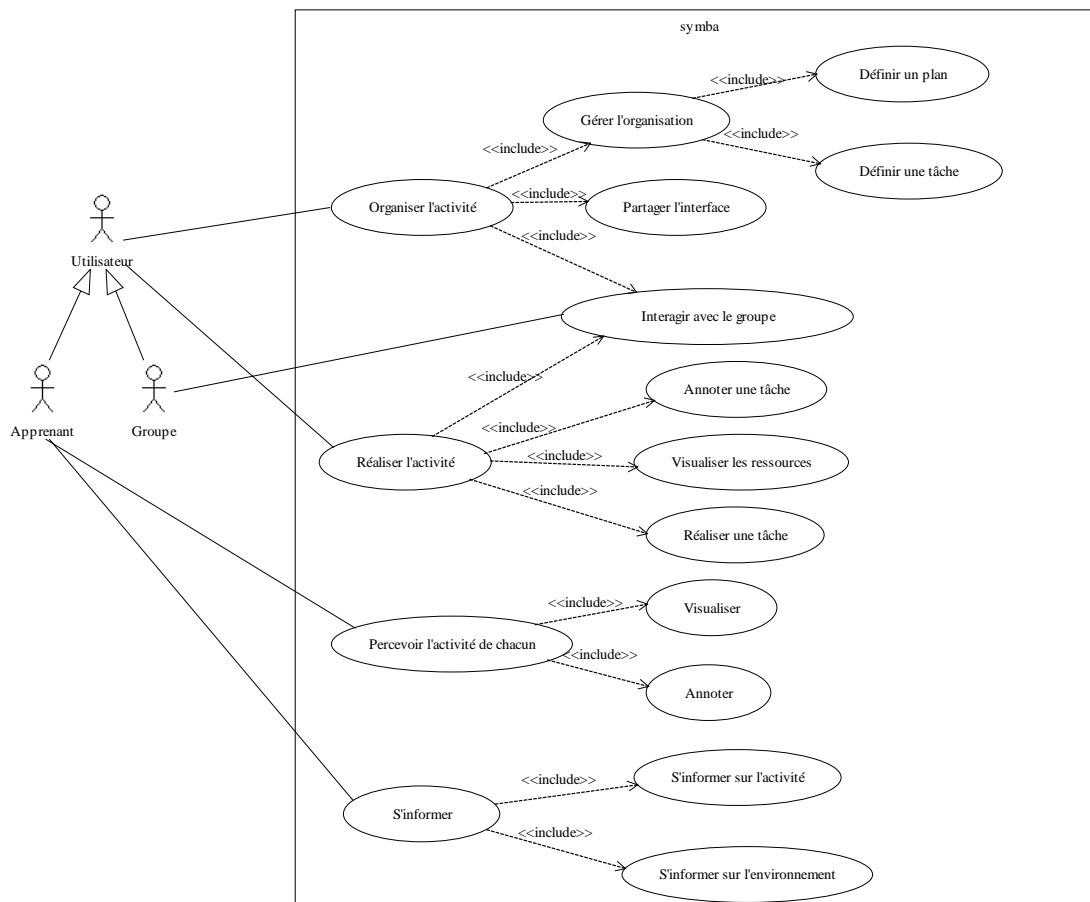 symba
<<include>>
Définir un plan
Gérer l'organisation
<<include>>
<<include>>
Définir une tâche
Organiser l'activité
<<include>>
Partager l'interface
<<include>>
Utilisateur
Interagir avec le groupe
<<include>>
Annoter une tâche
Apprenant
Groupe
<<include>>
Réaliser l'activité
<<include>>
Visualiser les ressources
<<include>>
Réaliser une tâche
<<include>>
Visualiser
Percevoir l'activité de chacun
<<include>>
Annoter
<<include>>
S'informer sur l'activité
S'informer
<<include>>
S'informer sur l'environnement